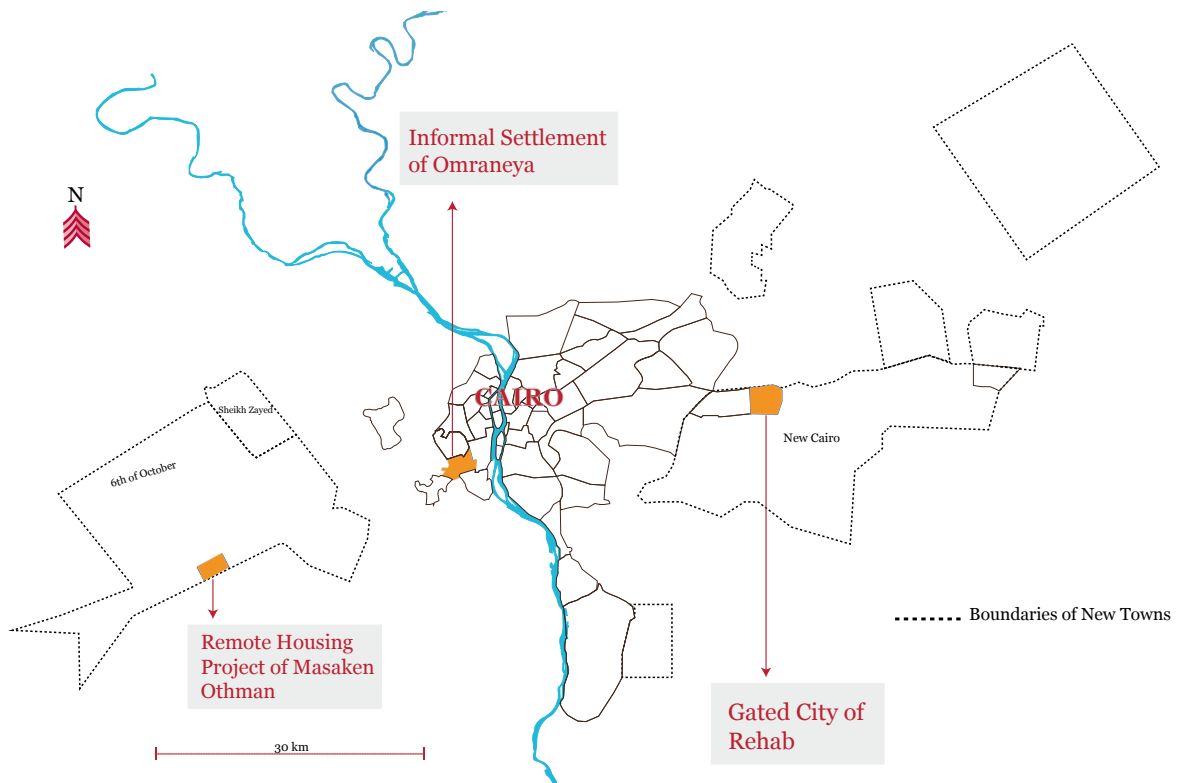 Informal Settlement
of Omraneya
N
CAIRO
Sheikh Zayed
6th of October
New Cairo
Boundaries of New Towns
Remote Housing
Project of Masaken
Othman
Gated City of
Rehab
30 km